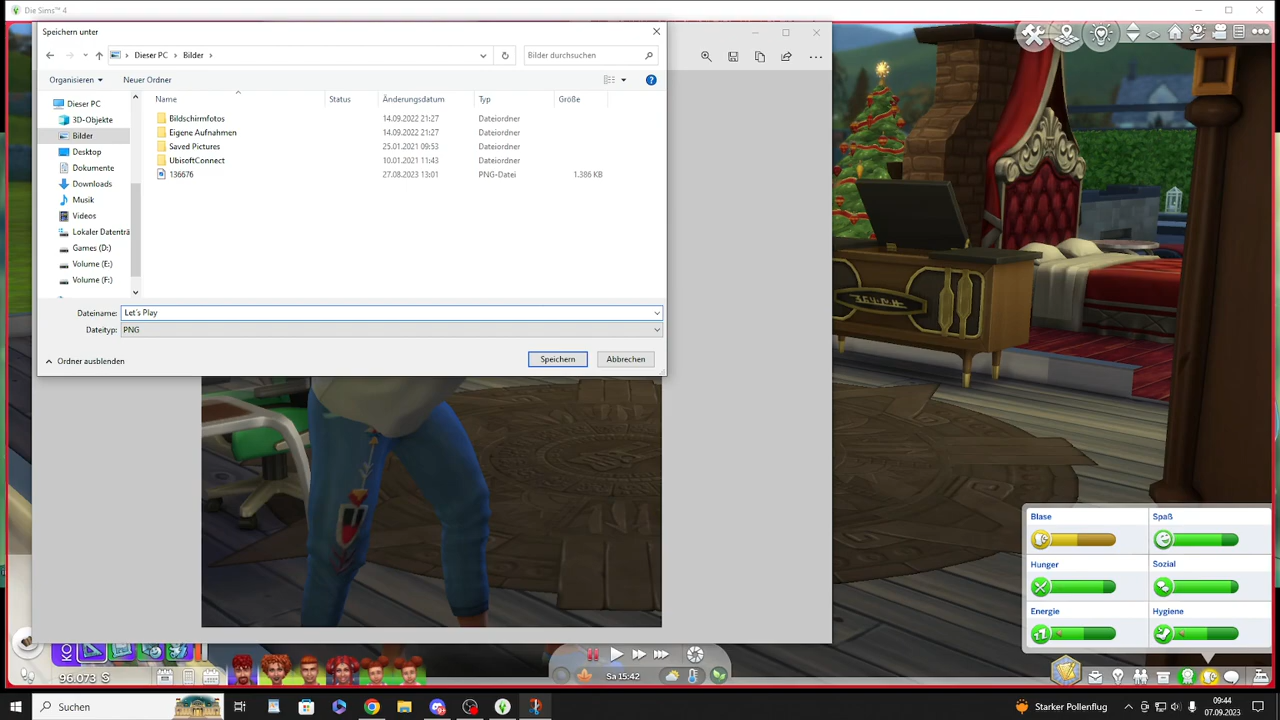 Die Sims™ 4
Speichern unter
Dieser PC > Bilder >
Bilder durchsuchen
Organisieren
Neuer Ordner
Name
Status
Änderungsdatum
Typ
Größe
Dieser PC
3D-Objekte
Bilder
Desktop
Dokumente
Downloads
Musik
Videos
Lokaler Datenträ
Games (D:)
Volume (E:)
Volume (F:)
Bildschirmfotos 14.09.2022 21:27 Dateiordner
Eigene Aufnahmen 14.09.2022 21:27 Dateiordner
Saved Pictures 25.01.2021 09:53 Dateiordner
UbisoftConnect 10.01.2021 11:43 Dateiordner
136676 27.08.2023 13:01 PNG-Datei 1.386 KB
Dateiname: Let's Play
Dateityp: PNG
Ordner ausblenden
Speichern
Abbrechen
Blase
Spaß
Hunger
Sozial
Energie
Hygiene
96.073 S
Sa 15:42
Suchen
Starker Pollenflug
09:44
07.09.2023